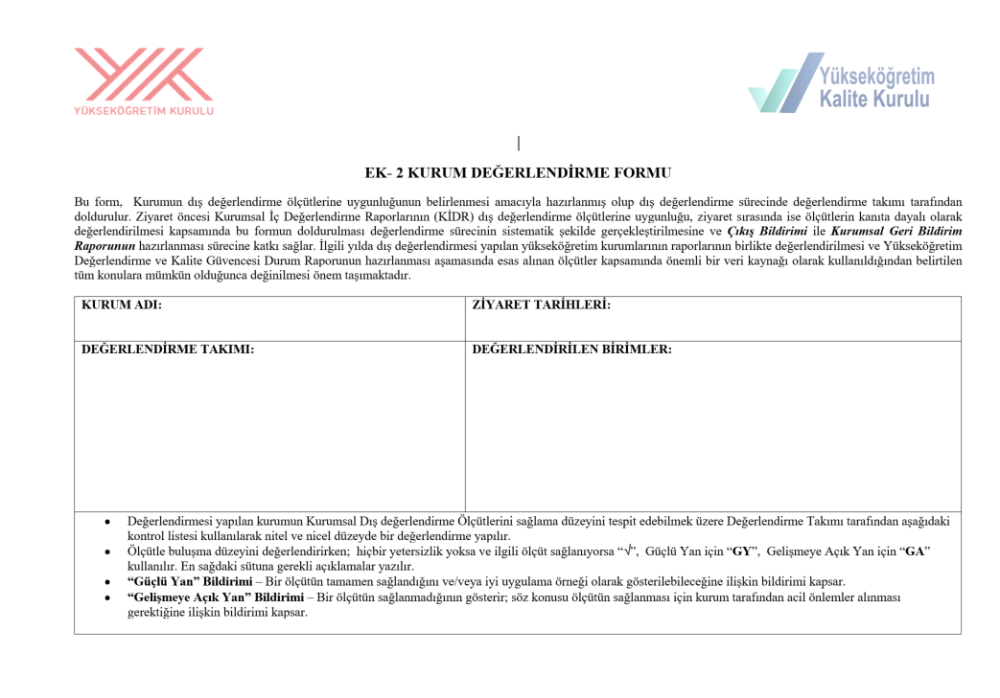 YÜKSEKÖĞRETİM KURULU
Yükseköğretim
Kalite Kurulu
EK- 2 KURUM DEĞERLENDİRME FORMU
Bu form, Kurumun dış değerlendirme ölçütlerine uygunluğunun belirlenmesi amacıyla hazırlanmış olup dış değerlendirme sürecinde değerlendirme takımı tarafından
doldurulur. Ziyaret öncesi Kurumsal İç Değerlendirme Raporlarının (KİDR) dış değerlendirme ölçütlerine uygunluğu, ziyaret sırasında ise ölçütlerin kanıta dayalı olarak
değerlendirilmesi kapsamında bu formun doldurulması değerlendirme sürecinin sistematik şekilde gerçekleştirilmesine ve Çıkış Bildirimi ile Kurumsal Geri Bildirim
Raporunun hazırlanması sürecine katkı sağlar. İlgili yılda dış değerlendirmesi yapılan yükseköğretim kurumlarının raporlarının birlikte değerlendirilmesi ve Yükseköğretim
Değerlendirme ve Kalite Güvencesi Durum Raporunun hazırlanması aşamasında esas alınan ölçütler kapsamında önemli bir veri kaynağı olarak kullanıldığından belirtilen
tüm konulara mümkün olduğunca değinilmesi önem taşımaktadır.
KURUM ADI:
ZİYARET TARİHLERİ:
DEĞERLENDİRME TAKIMI:
DEĞERLENDİRİLEN BİRİMLER:
• Değerlendirmesi yapılan kurumun Kurumsal Dış değerlendirme Ölçütlerini sağlama düzeyini tespit edebilmek üzere Değerlendirme Takımı tarafından aşağıdaki
kontrol listesi kullanılarak nitel ve nicel düzeyde bir değerlendirme yapılır.
• Ölçütle buluşma düzeyini değerlendirirken; hiçbir yetersizlik yoksa ve ilgili ölçüt sağlanıyorsa “√”, Güçlü Yan için “GY”, Gelişmeye Açık Yan için “GA”
kullanılır. En sağdaki sütuna gerekli açıklamalar yazılır.
• “Güçlü Yan” Bildirimi – Bir ölçütün tamamen sağlandığını ve/veya iyi uygulama örneği olarak gösterilebileceğine ilişkin bildirimi kapsar.
• “Gelişmeye Açık Yan” Bildirimi – Bir ölçütün sağlanmadığının gösterir; söz konusu ölçütün sağlanması için kurum tarafından acil önlemler alınması
gerektiğine ilişkin bildirimi kapsar.